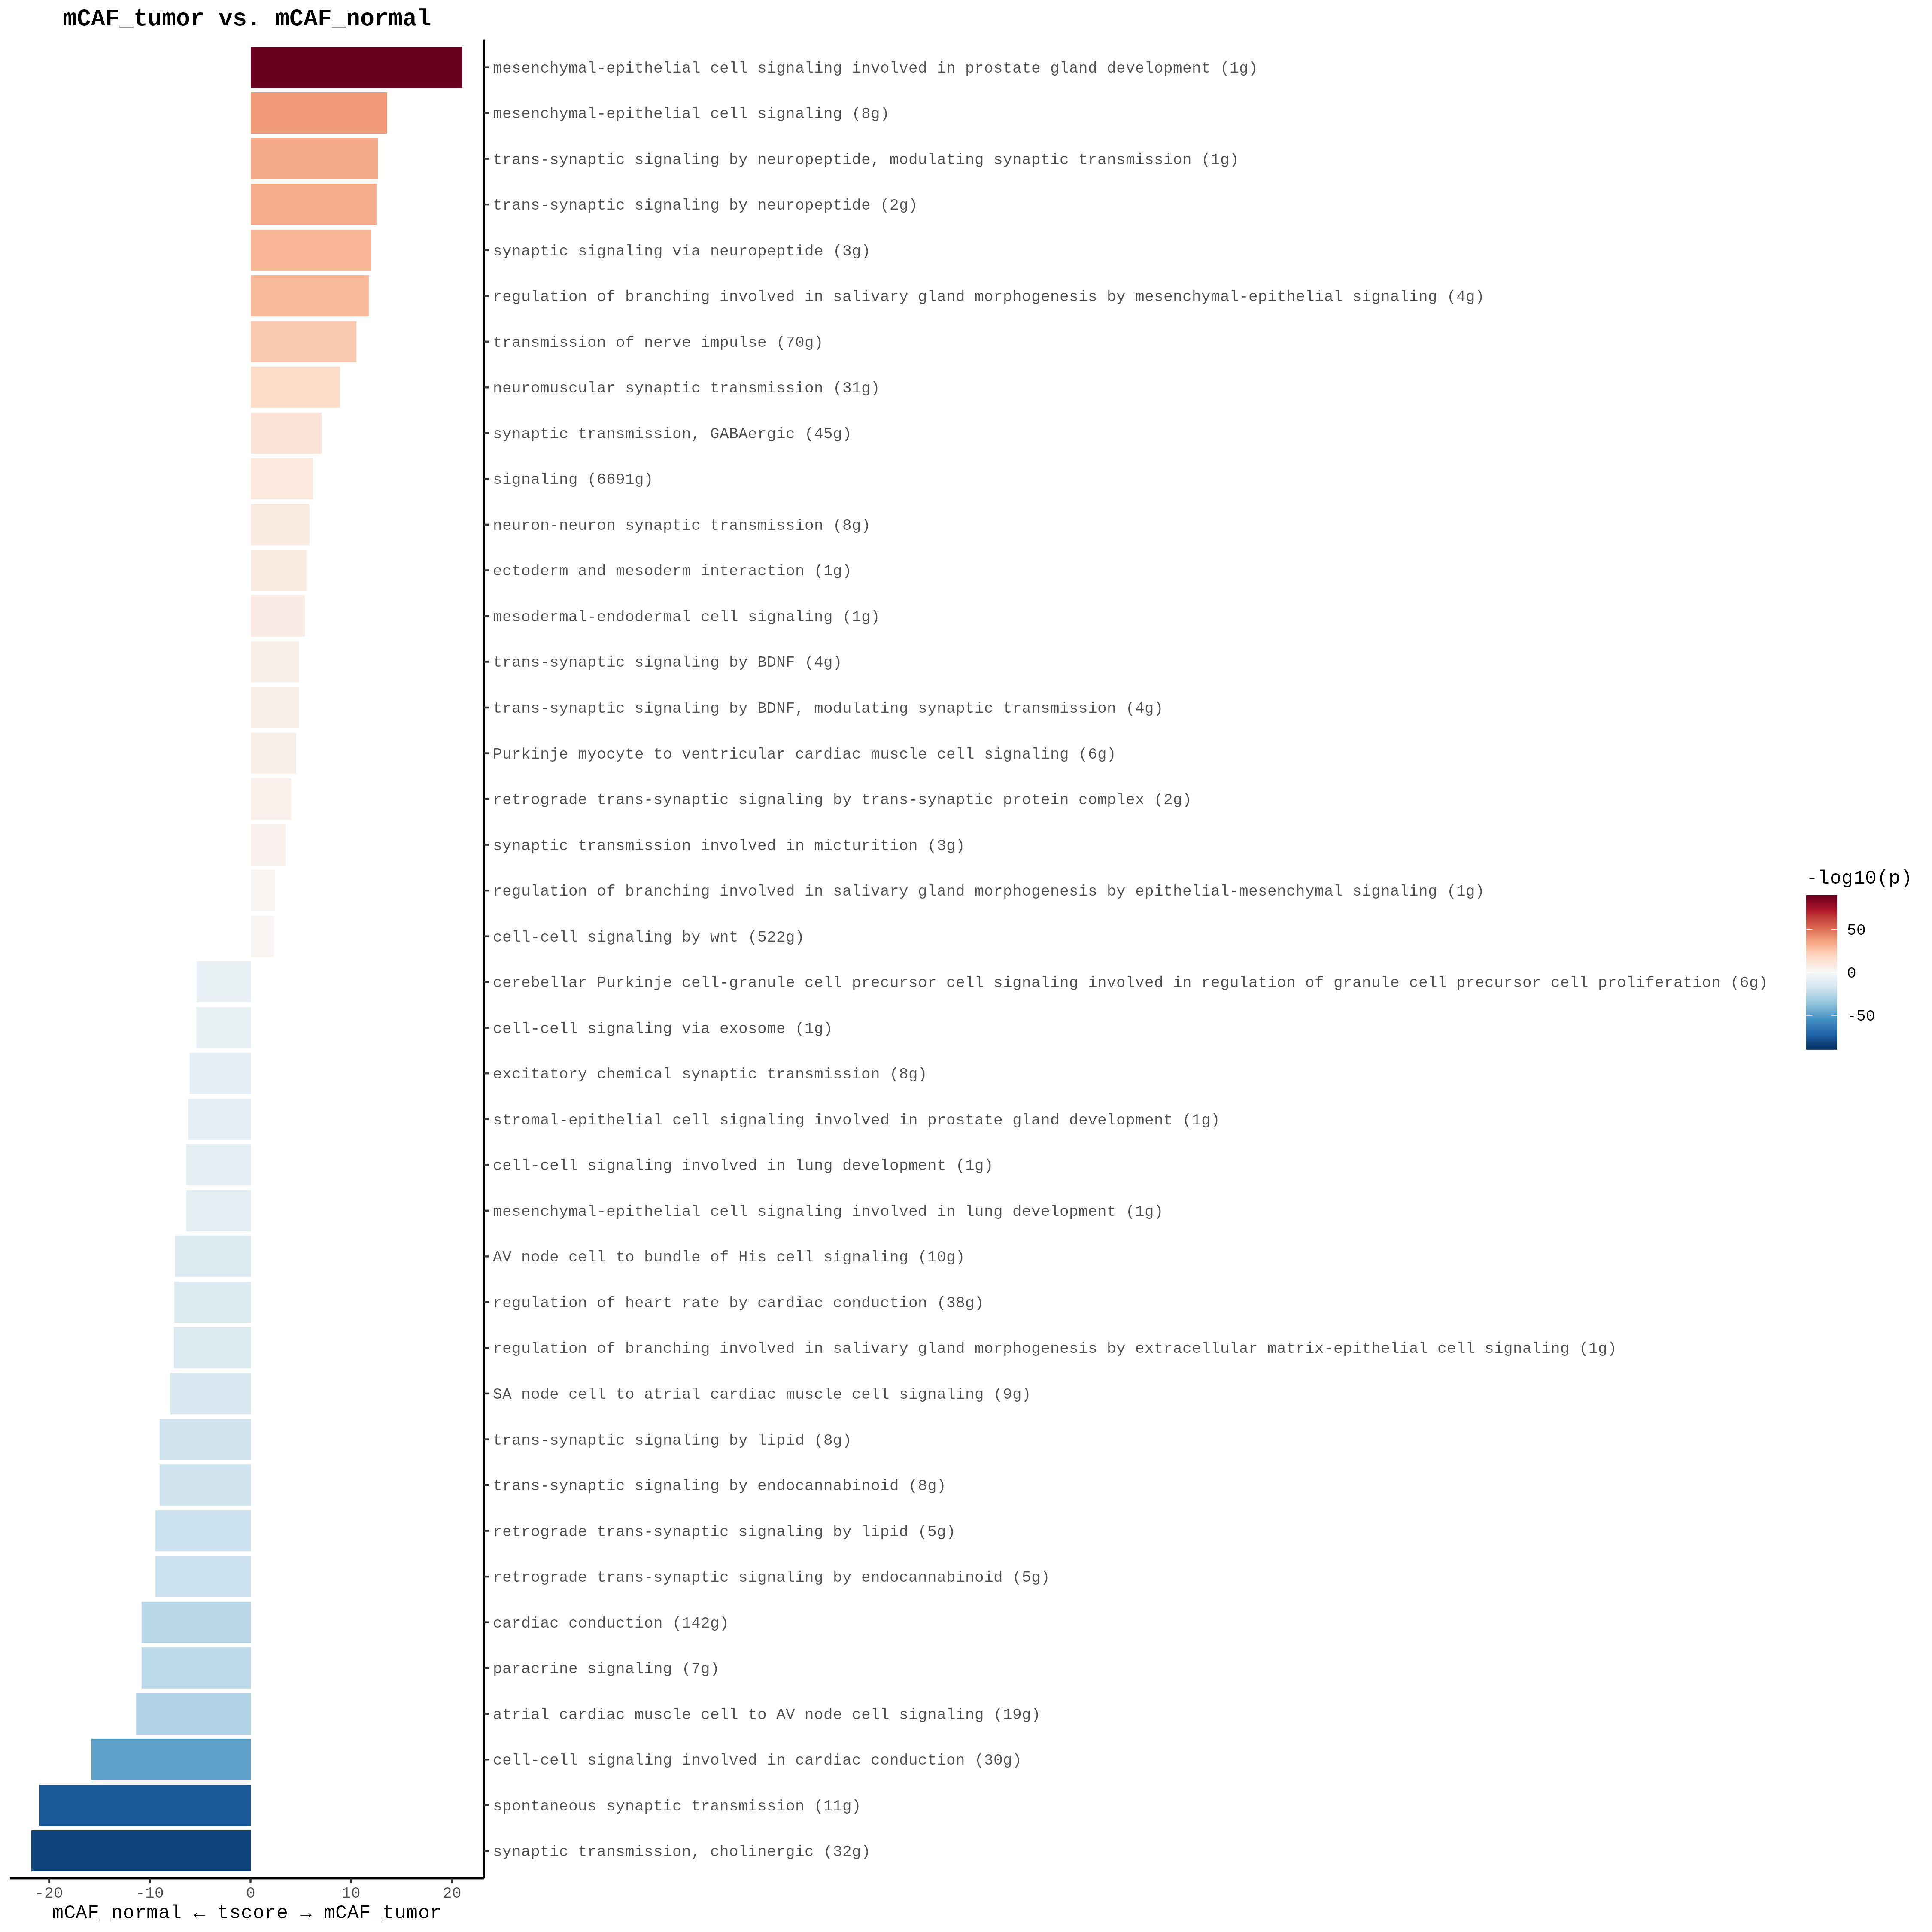 mCAF_tumor vs. mCAF_normal
mesenchymal-epithelial cell signaling involved in prostate gland development (1g)
mesenchymal-epithelial cell signaling (8g)
trans-synaptic signaling by neuropeptide, modulating synaptic transmission (1g)
trans-synaptic signaling by neuropeptide (2g)
synaptic signaling via neuropeptide (3g)
regulation of branching involved in salivary gland morphogenesis by mesenchymal-epithelial signaling (4g)
transmission of nerve impulse (70g)
neuromuscular synaptic transmission (31g)
synaptic transmission, GABAergic (45g)
signaling (6691g)
neuron-neuron synaptic transmission (8g)
ectoderm and mesoderm interaction (1g)
mesodermal-endodermal cell signaling (1g)
trans-synaptic signaling by BDNF (4g)
trans-synaptic signaling by BDNF, modulating synaptic transmission (4g)
Purkinje myocyte to ventricular cardiac muscle cell signaling (6g)
retrograde trans-synaptic signaling by trans-synaptic protein complex (2g)
synaptic transmission involved in micturition (3g)
regulation of branching involved in salivary gland morphogenesis by epithelial-mesenchymal signaling (1g)
cell-cell signaling by wnt (522g)
cerebellar Purkinje cell-granule cell precursor cell signaling involved in regulation of granule cell precursor cell proliferation (6g)
cell-cell signaling via exosome (1g)
excitatory chemical synaptic transmission (8g)
stromal-epithelial cell signaling involved in prostate gland development (1g)
cell-cell signaling involved in lung development (1g)
mesenchymal-epithelial cell signaling involved in lung development (1g)
AV node cell to bundle of His cell signaling (10g)
regulation of heart rate by cardiac conduction (38g)
regulation of branching involved in salivary gland morphogenesis by extracellular matrix-epithelial cell signaling (1g)
SA node cell to atrial cardiac muscle cell signaling (9g)
trans-synaptic signaling by lipid (8g)
trans-synaptic signaling by endocannabinoid (8g)
retrograde trans-synaptic signaling by lipid (5g)
retrograde trans-synaptic signaling by endocannabinoid (5g)
cardiac conduction (142g)
paracrine signaling (7g)
atrial cardiac muscle cell to AV node cell signaling (19g)
cell-cell signaling involved in cardiac conduction (30g)
spontaneous synaptic transmission (11g)
synaptic transmission, cholinergic (32g)
-20 -10 0 10 20
mCAF_normal ← tscore → mCAF_tumor
-log10(p)
50
0
-50